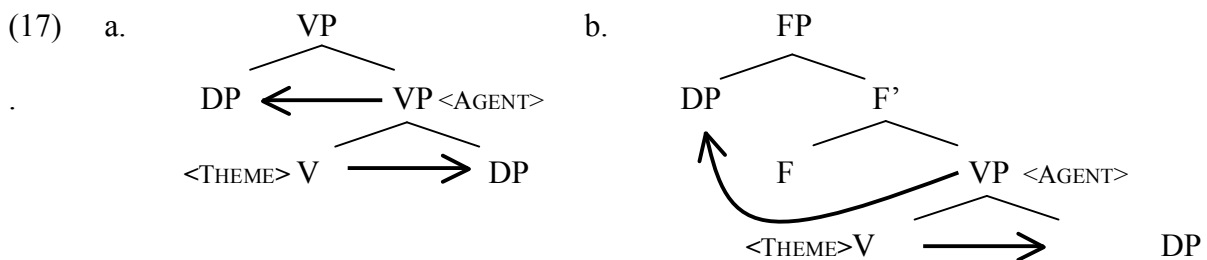 (17) a. VP b. FP
. DP VP <AGENT> DP F’
<THEME> V DP F VP <AGENT>
<THEME>V DP